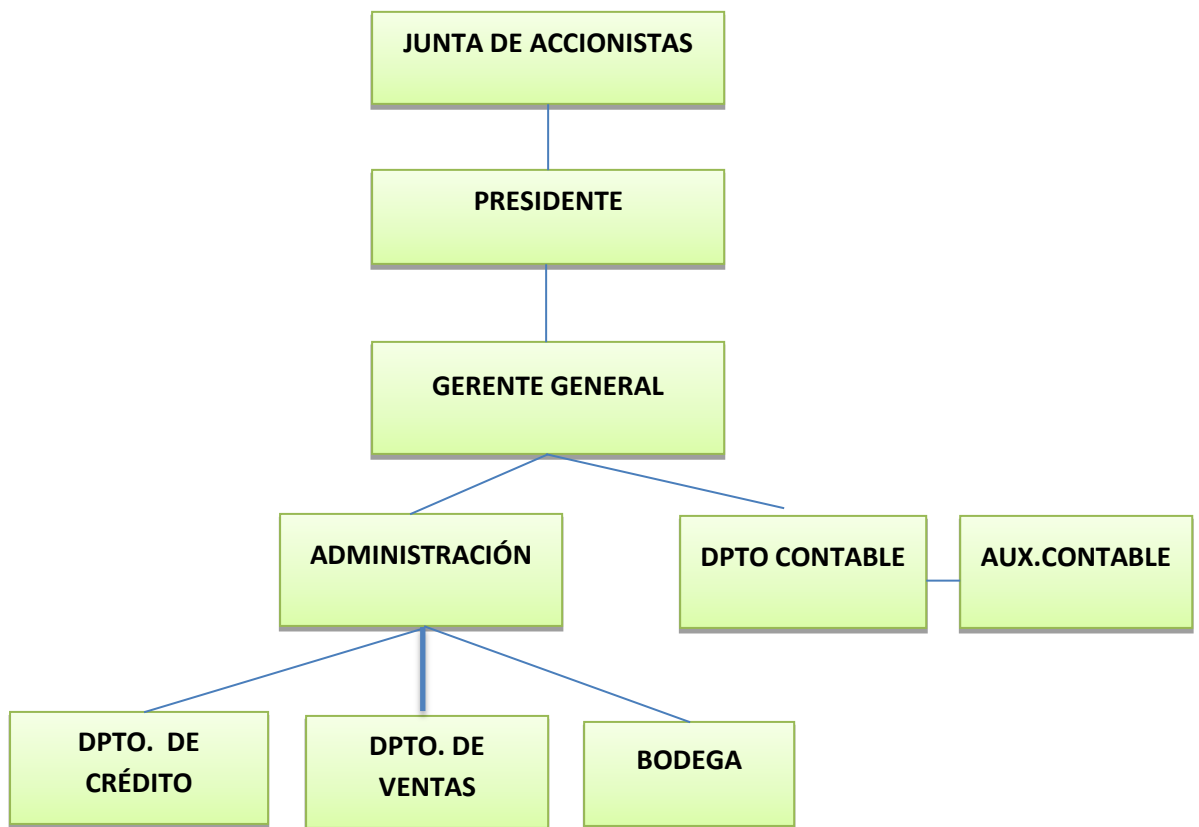 JUNTA DE ACCIONISTAS
PRESIDENTE
GERENTE GENERAL
ADMINISTRACIÓN
DPTO CONTABLE
AUX.CONTABLE
DPTO. DE
CRÉDITO
DPTO. DE
VENTAS
BODEGA